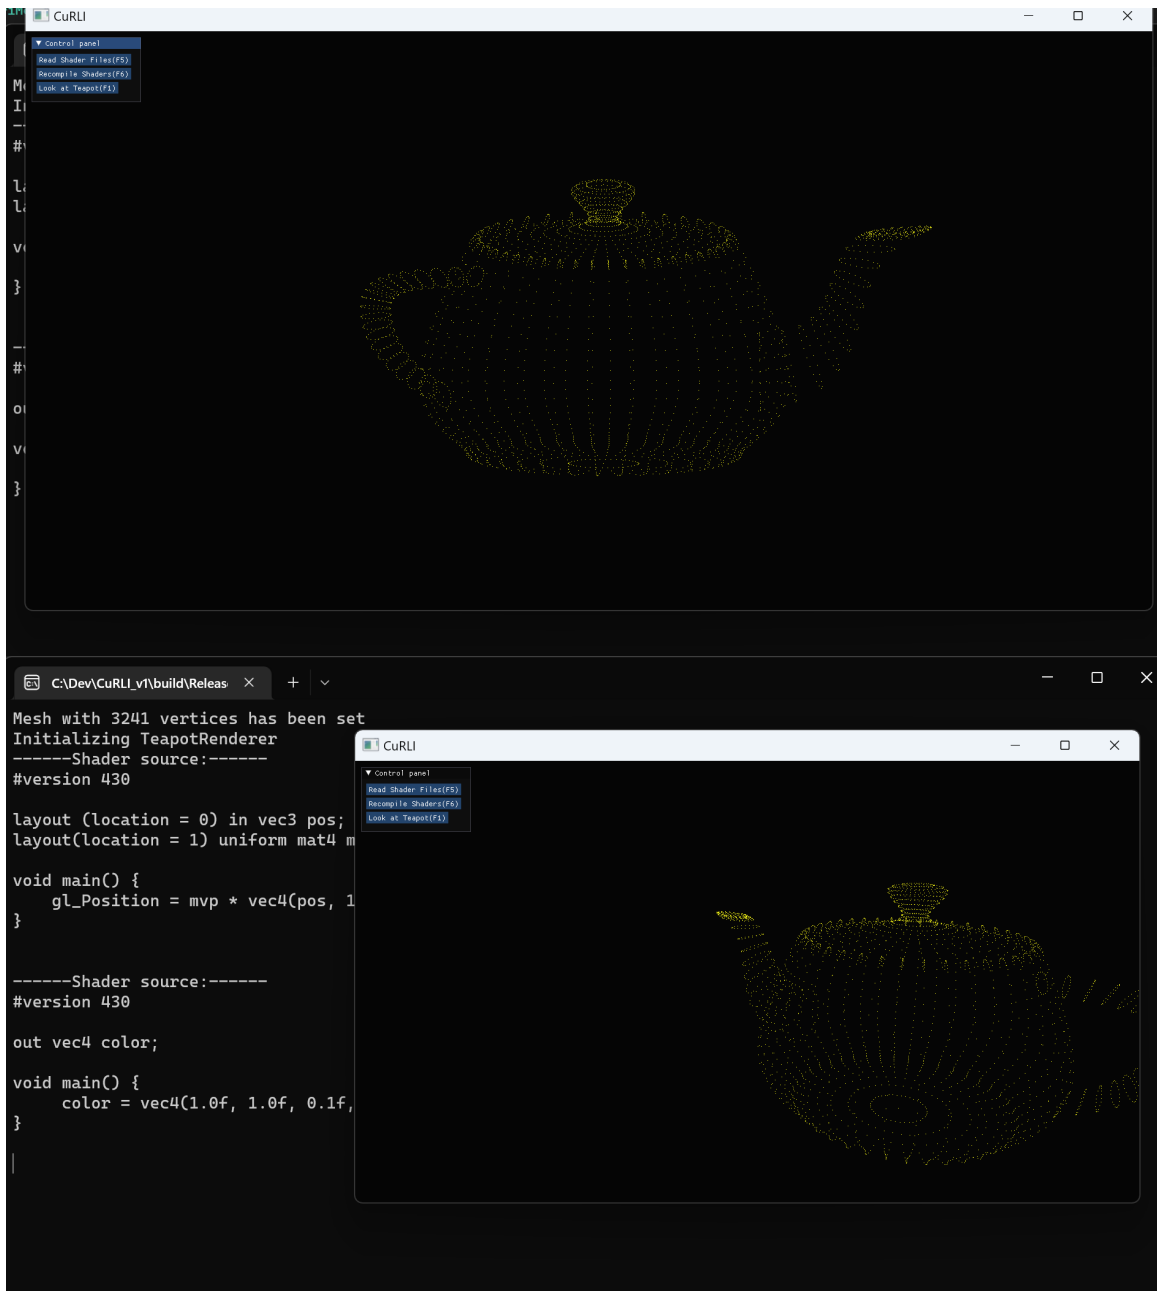 CuRLI
Control panel
Read Shader Files(F5)
Recompile Shaders(F6)
Look at Teapot(F1)
C:\Dev\CuRLI_v1\build\Releas
Mesh with 3241 vertices has been set
Initializing TeapotRenderer
------Shader source:------
#version 430
layout (location = 0) in vec3 pos;
layout(location = 1) uniform mat4 m
void main() {
gl_Position = mvp * vec4(pos, 1
}
------Shader source:------
#version 430
out vec4 color;
void main() {
color = vec4(1.0f, 1.0f, 0.1f,
}
CuRLI
Control panel
Read Shader Files(F5)
Recompile Shaders(F6)
Look at Teapot(F1)